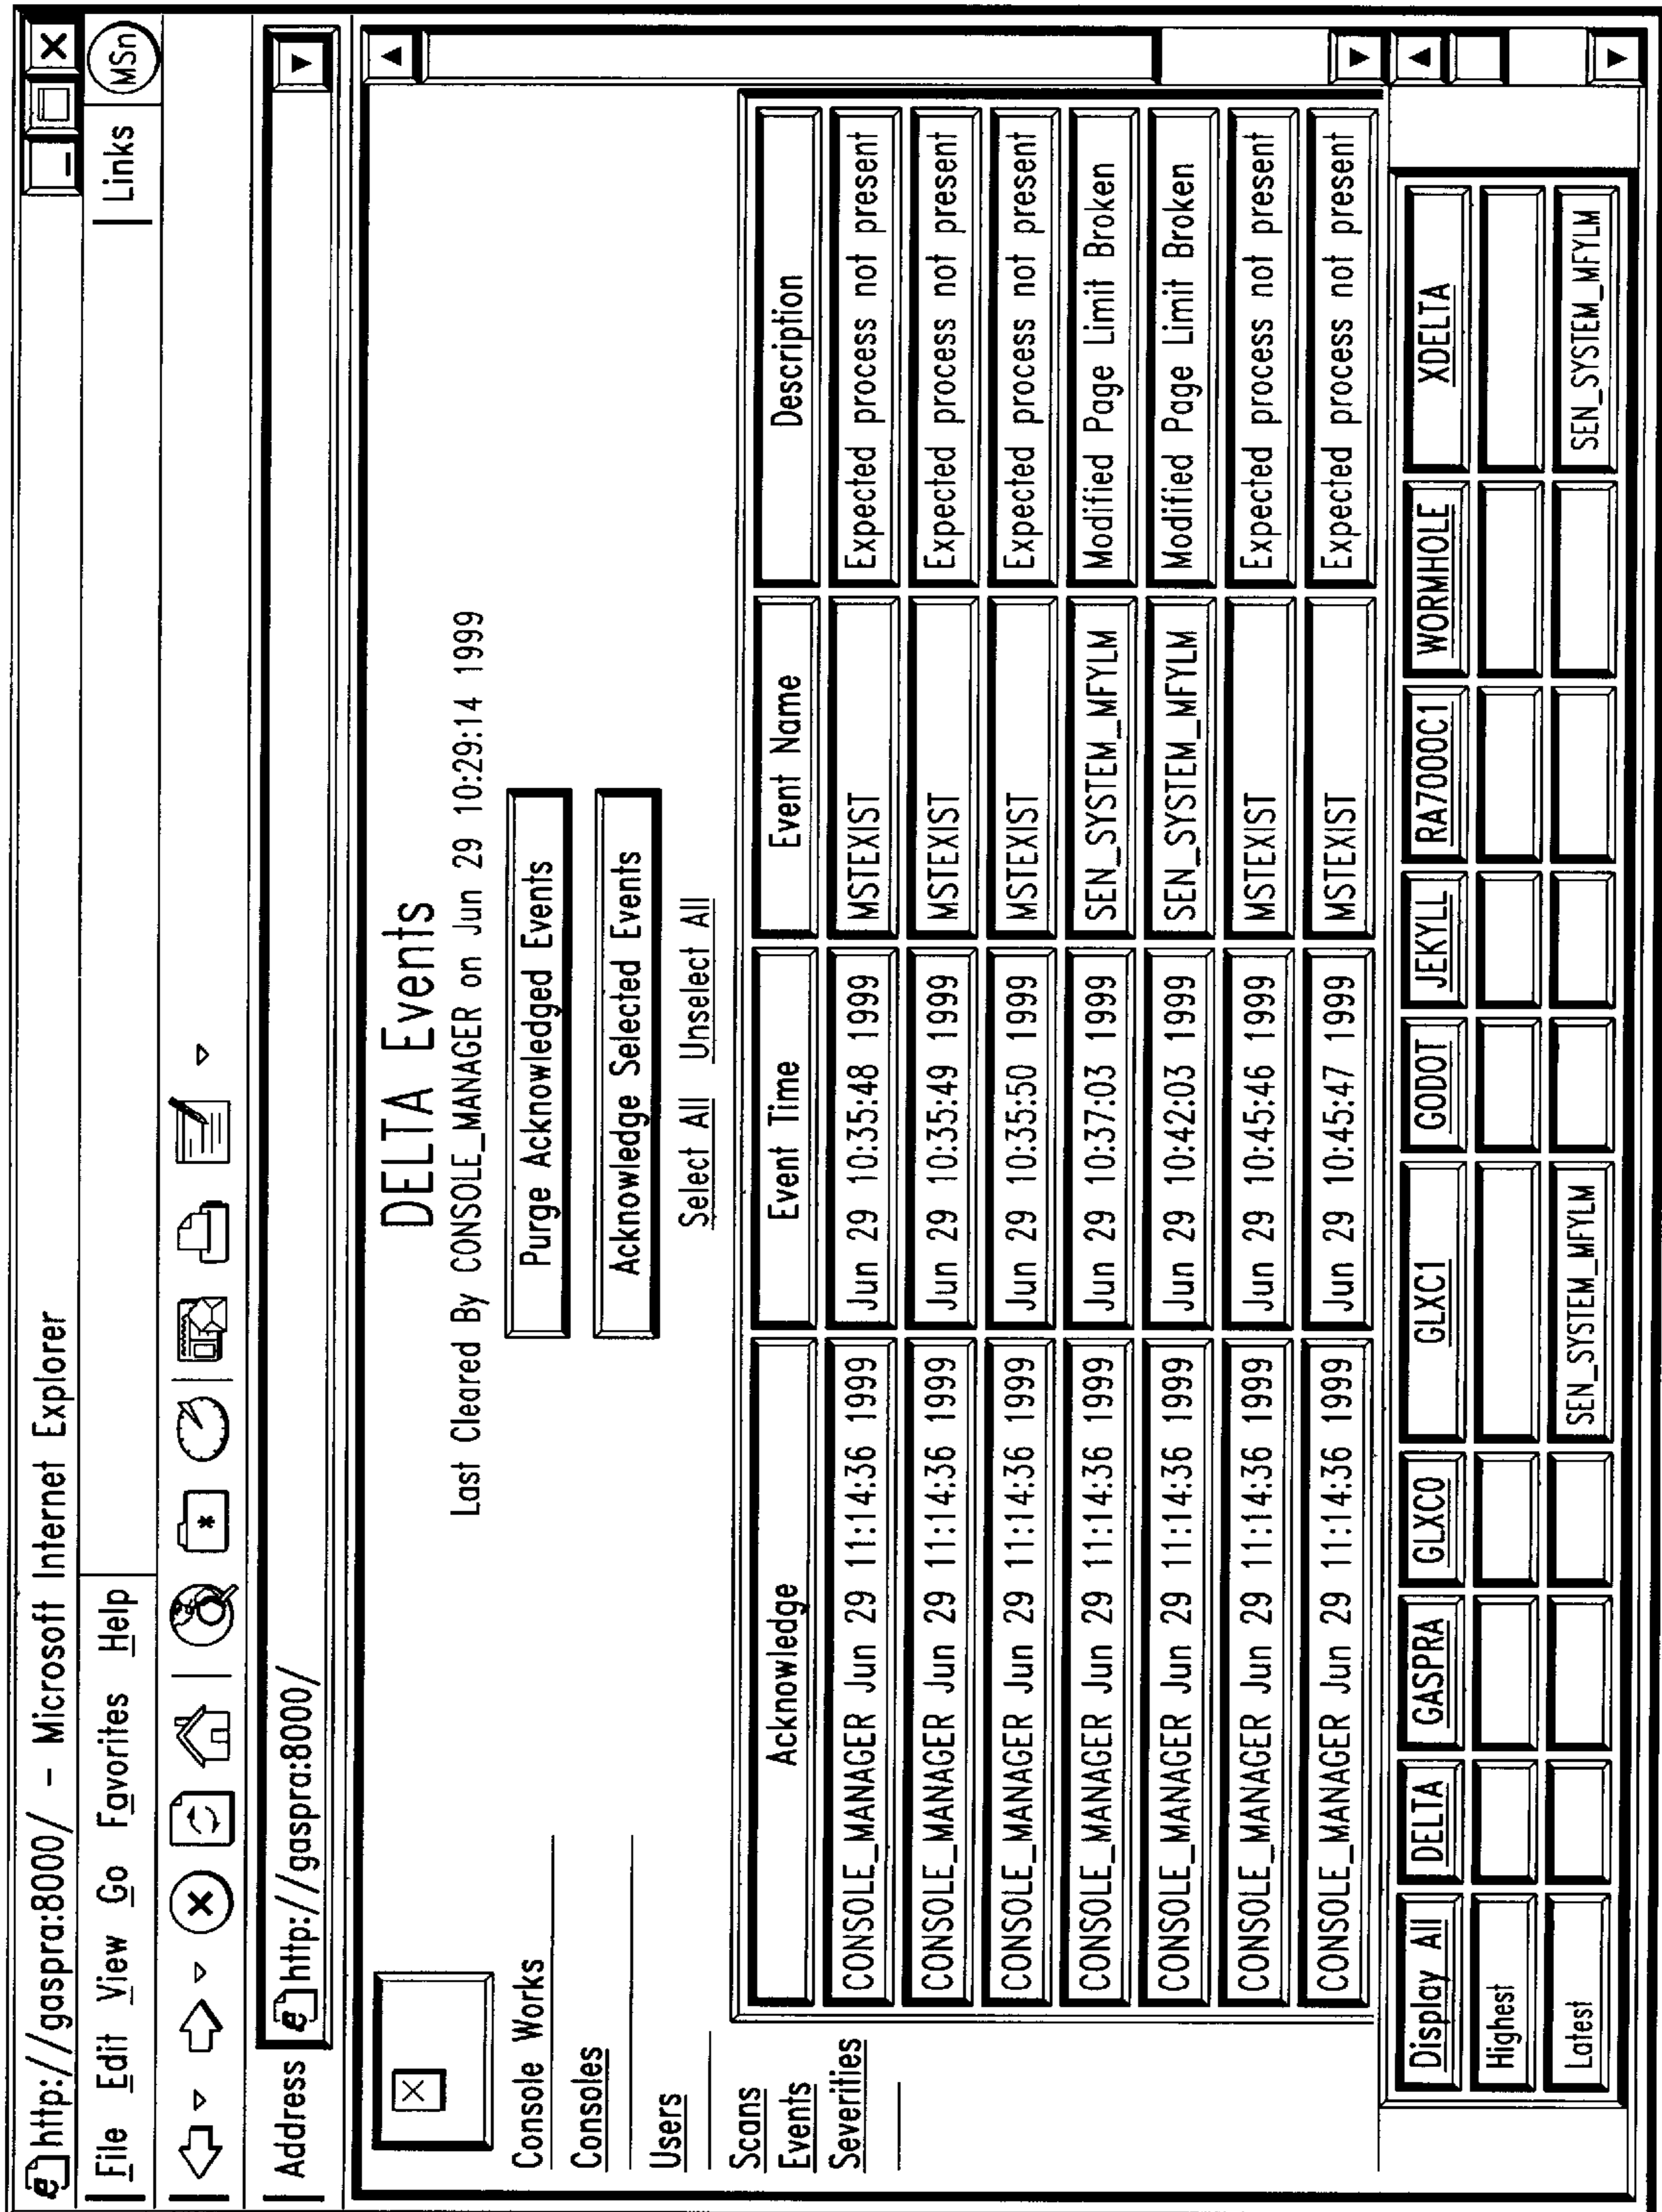 http://gaspra:8000/ - Microsoft Internet Explorer
File Edit View Go Favorites Help Links MSn
Address http://gaspra:8000/
Console Works
Consoles
Users
Scans
Events
Severities
DELTA Events
Last Cleared By CONSOLE_MANAGER on Jun 29 10:29:14 1999
Purge Acknowledged Events
Acknowledge Selected Events
Select All Unselect All
Acknowledge Event Time Event Name Description
CONSOLE_MANAGER Jun 29 11:14:36 1999 Jun 29 10:35:48 1999 MSTEXIST Expected process not present
CONSOLE_MANAGER Jun 29 11:14:36 1999 Jun 29 10:35:49 1999 MSTEXIST Expected process not present
CONSOLE_MANAGER Jun 29 11:14:36 1999 Jun 29 10:35:50 1999 MSTEXIST Expected process not present
CONSOLE_MANAGER Jun 29 11:14:36 1999 Jun 29 10:37:03 1999 SEN_SYSTEM_MFYLM Modified Page Limit Broken
CONSOLE_MANAGER Jun 29 11:14:36 1999 Jun 29 10:42:03 1999 SEN_SYSTEM_MFYLM Modified Page Limit Broken
CONSOLE_MANAGER Jun 29 11:14:36 1999 Jun 29 10:45:46 1999 MSTEXIST Expected process not present
CONSOLE_MANAGER Jun 29 11:14:36 1999 Jun 29 10:45:47 1999 MSTEXIST Expected process not present
Display All DELTA GASPRA GLXC0 GLXC1 GODOT JEKYLL RA7000C1 WORMHOLE XDELTA
Highest
Latest SEN_SYSTEM_MFYLM SEN_SYSTEM_MFYLM